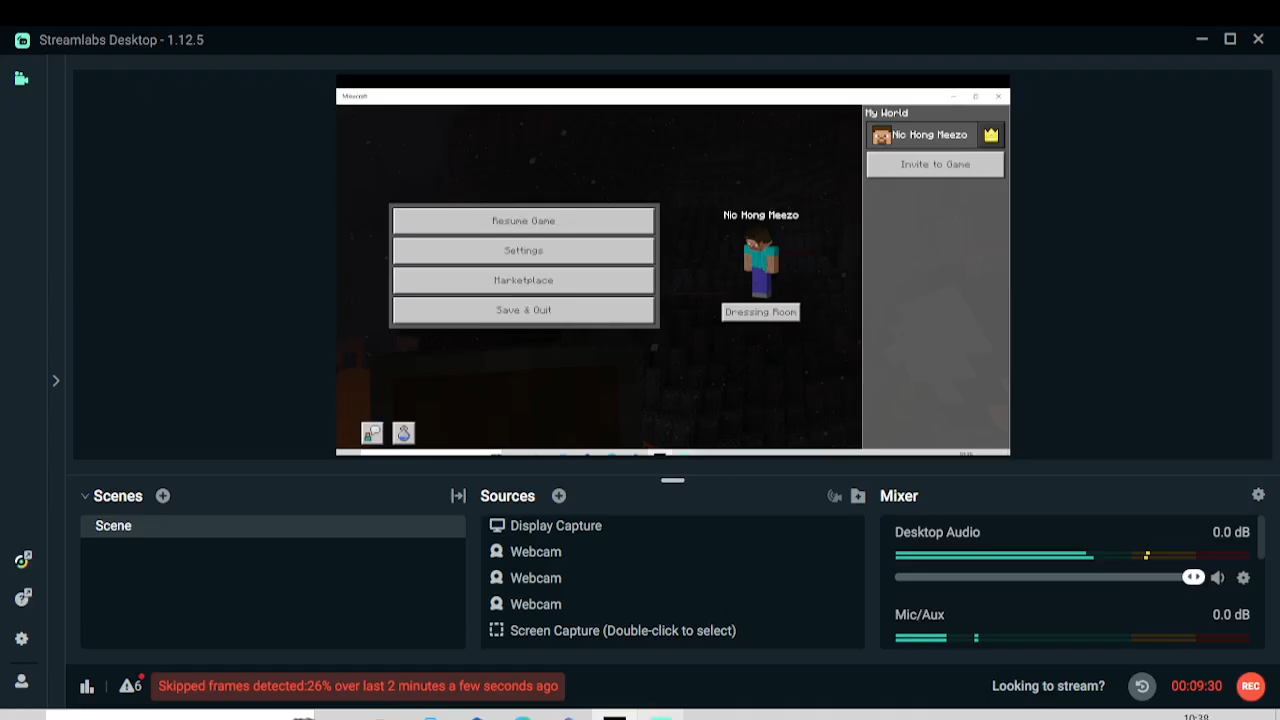 Streamlabs Desktop - 1.12.5
Minecraft
My World
Nic Hong Meezo
Invite to Game
Resume Game
Settings
Marketplace
Save & Quit
Nic Hong Meezo
Dressing Room
Scenes
Scene
Sources
Display Capture
Webcam
Webcam
Webcam
Screen Capture (Double-click to select)
Mixer
Desktop Audio 0.0 dB
Mic/Aux 0.0 dB
6
Skipped frames detected:26% over last 2 minutes a few seconds ago
Looking to stream?
00:09:30
REC
10:38